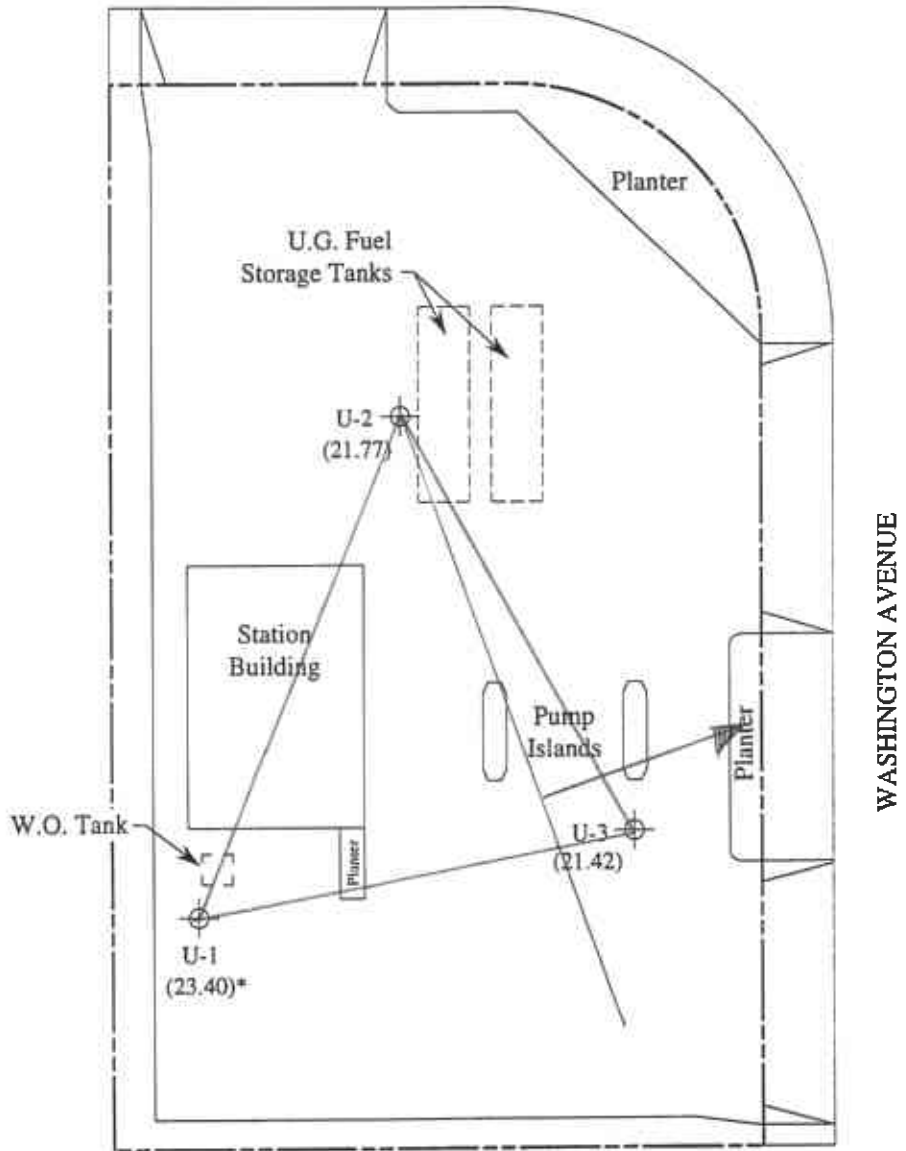 Planter
U.G. Fuel
Storage Tanks
U-2
(21.77)
WASHINGTON AVENUE
Station
Building
Pump
Islands
Planter
W.O. Tank
Planter
U-3
(21.42)
U-1
(23.40)*